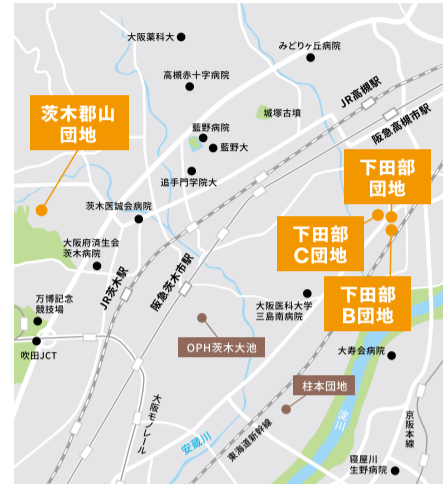 大阪薬科大
みどりヶ丘病院
高槻赤十字病院
JR高槻駅
城塚古墳
阪急高槻市駅
茨木郡山
団地
藍野病院
藍野大
追手門学院大
下田部
団地
茨木医誠会病院
下田部
C団地
大阪府済生会
茨木病院
JR茨木駅
阪急茨木市駅
下田部
B団地
万博記念
競技場
大阪医科大学
三島南病院
OPH茨木大池
吹田JCT
大寿会病院
柱本団地
大阪モノレール
淀川
京阪本線
安蔵川
東海道新幹線
寝屋川
生野病院